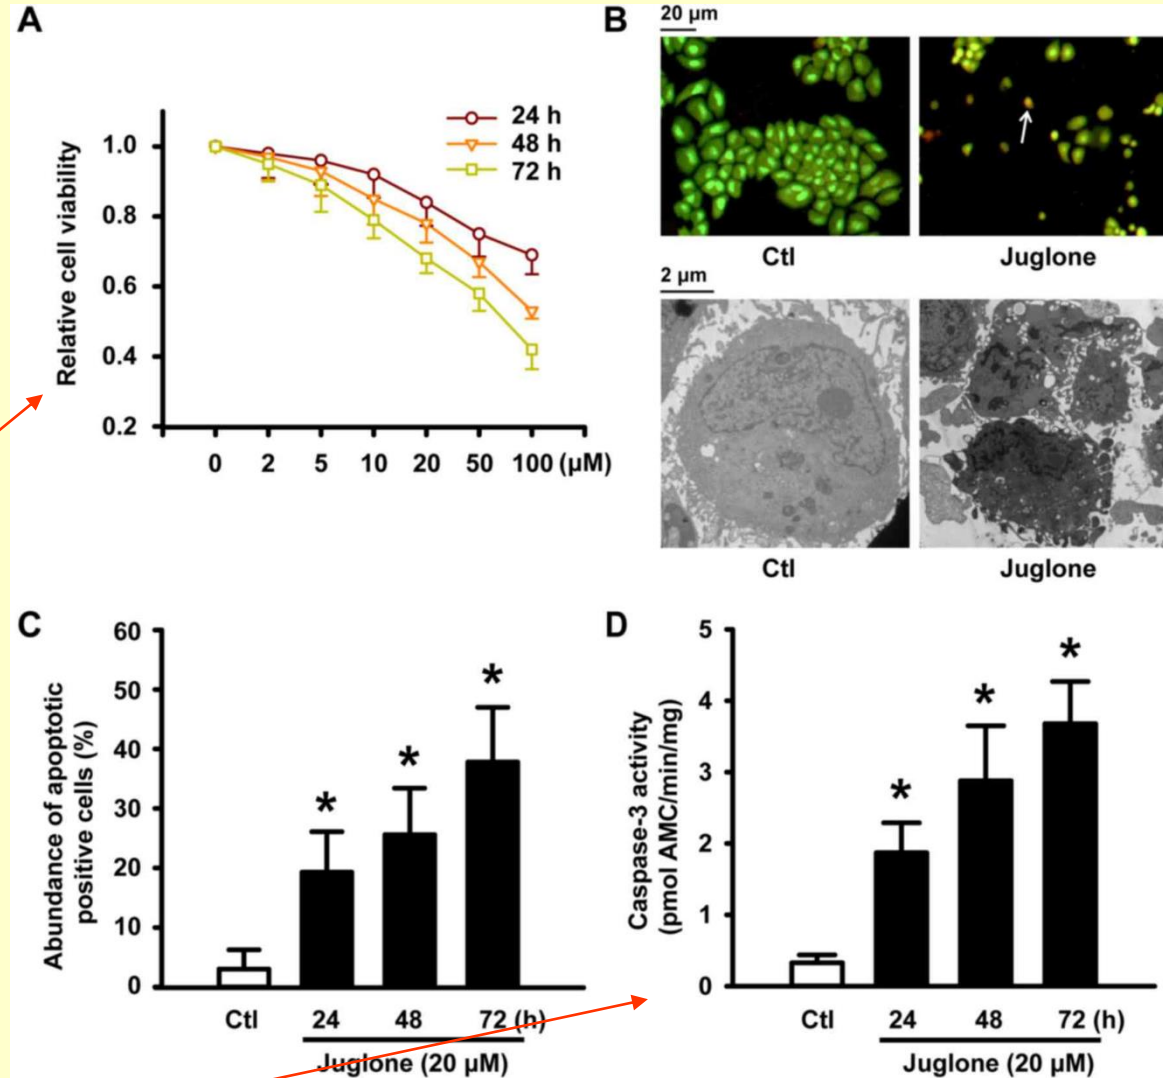 A
Relative cell viability
1.0
0.8
0.6
0.4
0.2
0 2 5 10 20 50 100 (µM)
24 h
48 h
72 h
B
20 µm
Ctl Juglone
2 µm
Ctl Juglone
C
Abundance of apoptotic
positive cells (%)
60
50
40
30
20
10
0
* * *
Ctl 24 48 72 (h)
Juglone (20 µM)
D
Caspase-3 activity
(pmol AMC/min/mg)
5
4
3
2
1
0
* * *
Ctl 24 48 72 (h)
Juglone (20 µM)